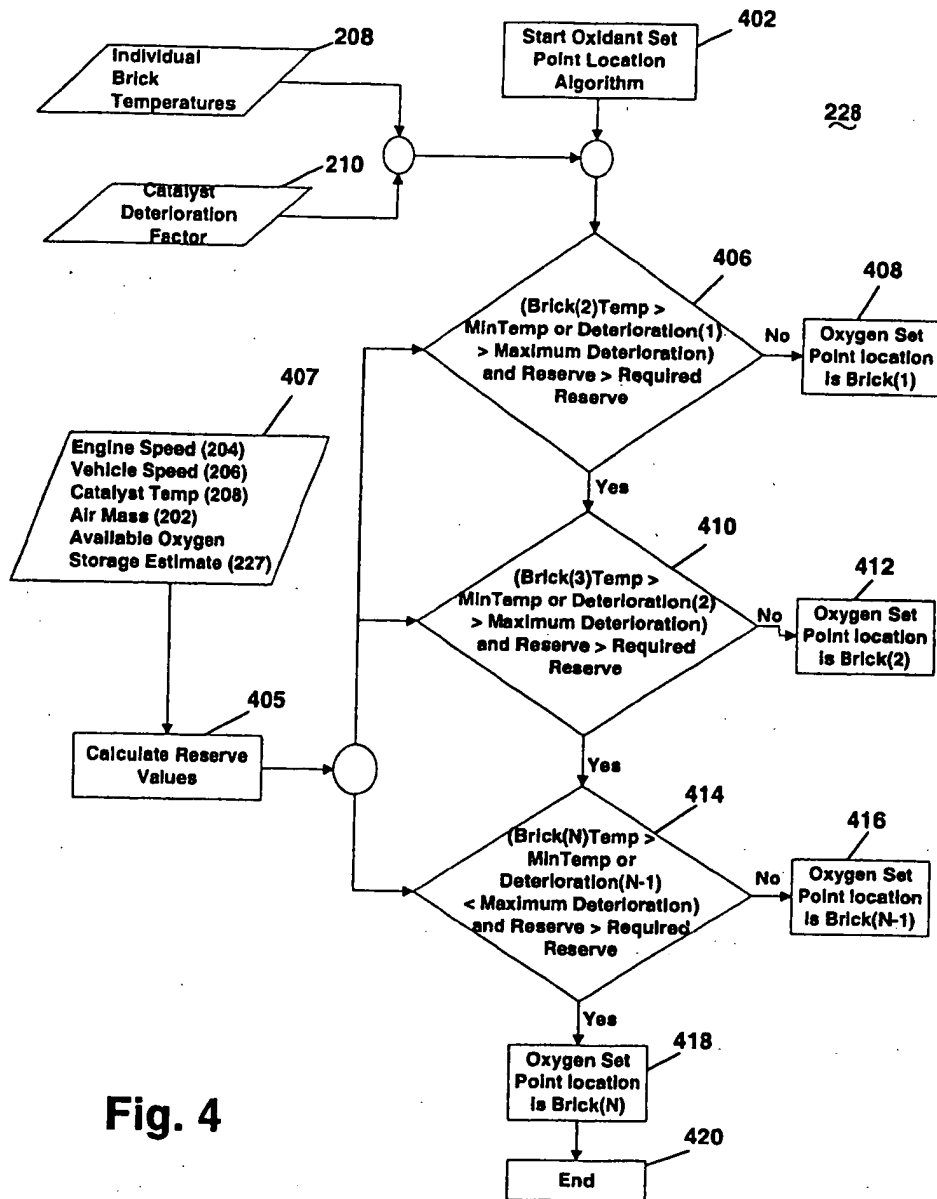 208
Individual
Brick
Temperatures
402
Start Oxidant Set
Point Location
Algorithm
228
210
Catalyst
Deterioration
Factor
406
(Brick(2)Temp >
MinTemp or Deterioration(1)
> Maximum Deterioration)
and Reserve > Required
Reserve
No
408
Oxygen Set
Point location
is Brick(1)
Yes
407
Engine Speed (204)
Vehicle Speed (206)
Catalyst Temp (208)
Air Mass (202)
Available Oxygen
Storage Estimate (227)
410
(Brick(3)Temp >
MinTemp or Deterioration(2)
> Maximum Deterioration)
and Reserve > Required
Reserve
No
412
Oxygen Set
Point location
is Brick(2)
Yes
405
Calculate Reserve
Values
414
(Brick(N)Temp >
MinTemp or
Deterioration(N-1)
< Maximum Deterioration)
and Reserve > Required
Reserve
No
416
Oxygen Set
Point location
is Brick(N-1)
Yes
418
Oxygen Set
Point location
is Brick(N)
420
End
Fig. 4